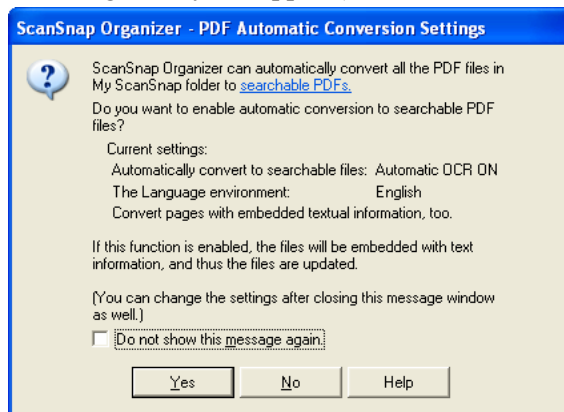 ScanSnap Organizer - PDF Automatic Conversion Settings
ScanSnap Organizer can automatically convert all the PDF files in
My ScanSnap folder to searchable PDFs.
Do you want to enable automatic conversion to searchable PDF
files?
Current settings:
Automatically convert to searchable files: Automatic OCR ON
The Language environment: English
Convert pages with embedded textual information, too.
If this function is enabled, the files will be embedded with text
information, and thus the files are updated.
(You can change the settings after closing this message window
as well.)
Do not show this message again.
Yes No Help